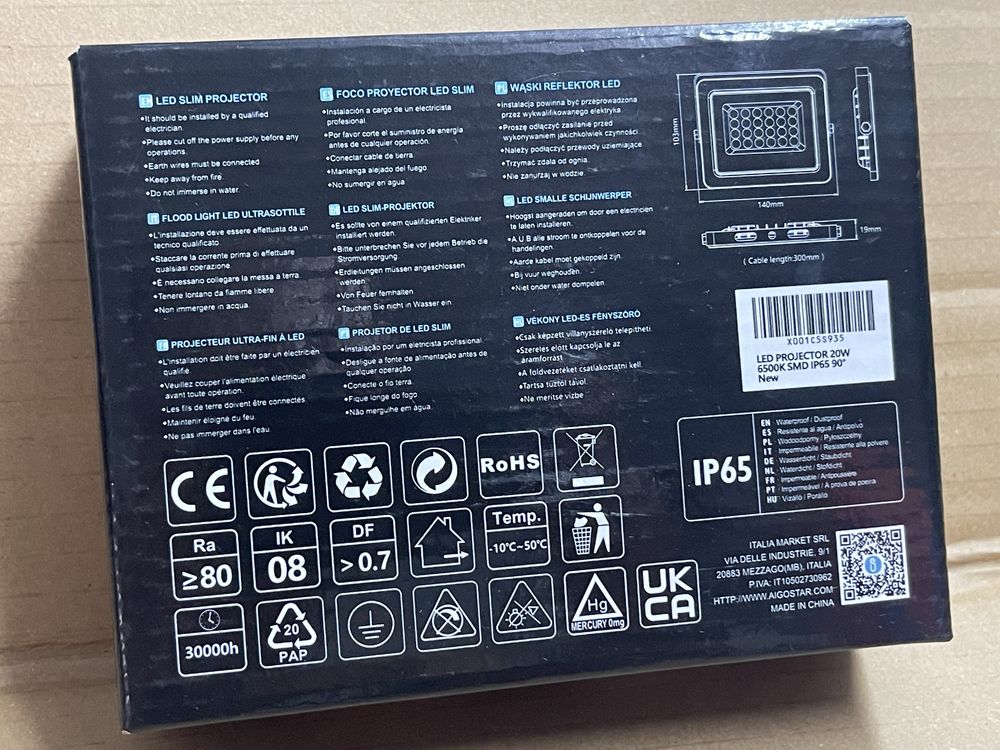 EN LED SLIM PROJECTOR
•It should be installed by a qualified
electrician.
•Please cut off the power supply before any
operations.
•Earth wires must be connected
•Keep away from fire.
•Do not immerse in water.
IT FLOOD LIGHT LED ULTRASOTTILE
•L'installazione deve essere effettuata da un
tecnico qualificato.
•Staccare la corrente prima di effettuare
qualsiasi operazione
•É necessano collegare la messa a terra
•Tenere lontano da fiamme libere
•Non immergere in acqua.
FR PROJECTEUR ULTRA-FIN À LED
•L'installation doit être faite par un électricien
qualifié.
•Veuillez couper l'alimentation électrique
avant toute opération.
•Les fils de terre doivent être connectés.
•Maintenir éloigné du feu.
•Ne pas immerger dans l'eau
ES FOCO PROYECTOR LED SLIM
•Instalación a cargo de un electricista
profesional.
•Por favor corte el suministro de energía
antes de cualquier operación.
•Conectar cable de tierra.
•Mantenga alejado del fuego
•No sumergir en agua
DE LED SLIM-PROJEKTOR
•Es sollte von einem qualifizierten Elektriker
installiert werden.
•Bitte unterbrechen Sie vor jedem Betrieb die
Stromversorgung.
•Erdleitungen müssen angeschlossen
werden.
•Von Feuer fernhalten
•Tauchen Sie nicht in Wasser ein.
PT PROJETOR DE LED SLIM
•Instalação por um eletricista profissional.
•Desligue a fonte de alimentação antes de
qualquer operação
•Conecte o fio terra.
•Fique longe do fogo
•Não mergulhe em água.
PL WĄSKI REFLEKTOR LED
•Instalacja powinna być przeprowadzona
przez wykwalifikowanego elektryka
•Proszę odłączyć zasilanie przed
wykonywaniem jakichkolwiek czynności.
•Należy podłączyć przewody uziemiające
•Trzymać zdala od ognia.
•Nie zanurzaj w wodzie.
NL LED SMALLE SCHIJNWERPER
•Hoogst aangeraden om door een electricien
te laten installeren.
•A.U.B alle stroom te ontkoppelen voor de
handelingen.
•Aarde kabel moet gekoppeld zijn.
•Bij vuur weghouden.
•Niet onder water dompelen.
HU VÉKONY LED-ES FÉNYSZÓRÓ
•Csak képzett villanyszerelő telepítheti.
•Szerelés előtt kapcsolja le az
áramforrást
•A földvezetéket csatlakoztatni kell.
•Tartsa tűztől távol.
•Ne merítse vízbe
103mm
140mm
19mm
( Cable length:300mm )
X001C5S935
LED PROJECTOR 20W
6500K SMD IP65 90°
New
IP65
EN Waterproof / Dustproof
ES Resistente al agua / Antipolvo
PL Wodoodporny / Pyłoszczelny
IT Impermeabile / Resistente alla polvere
DE Wasserdicht / Staubdicht
NL Waterdicht / Stofdicht
FR Imperméable / Antipoussière
PT Impermeável / À prova de poeira
HU Vízálló / Porálló
CE
RoHS
Ra
≥80
IK
08
DF
> 0.7
Temp.
-10°C~50°C
30000h
20
PAP
Hg
MERCURY 0mg
UK
CA
ITALIA MARKET SRL
VIA DELLE INDUSTRIE, 9/1
20883 MEZZAGO(MB), ITALIA
P.IVA: IT10502730962
HTTP://WWW.AIGOSTAR.COM
MADE IN CHINA